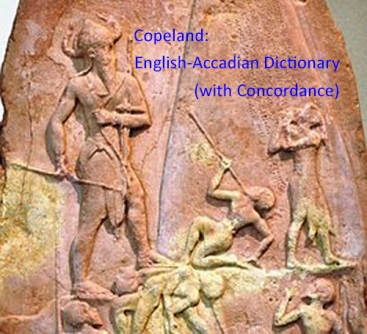 Copeland:
English-Accadian Dictionary
(with Concordance)